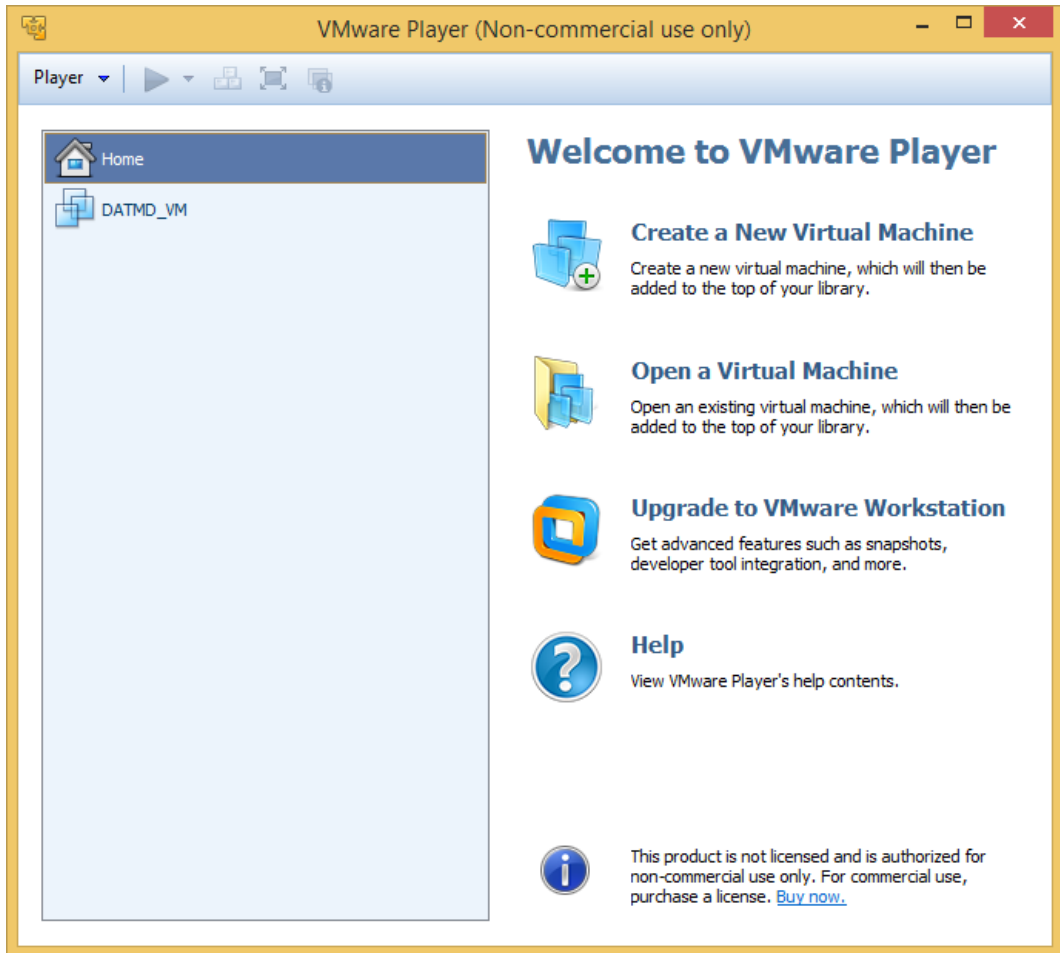 VMware Player (Non-commercial use only)
Player
Home
DATMD_VM
Welcome to VMware Player
Create a New Virtual Machine
Create a new virtual machine, which will then be
added to the top of your library.
Open a Virtual Machine
Open an existing virtual machine, which will then be
added to the top of your library.
Upgrade to VMware Workstation
Get advanced features such as snapshots,
developer tool integration, and more.
Help
View VMware Player's help contents.
This product is not licensed and is authorized for
non-commercial use only. For commercial use,
purchase a license. Buy now.